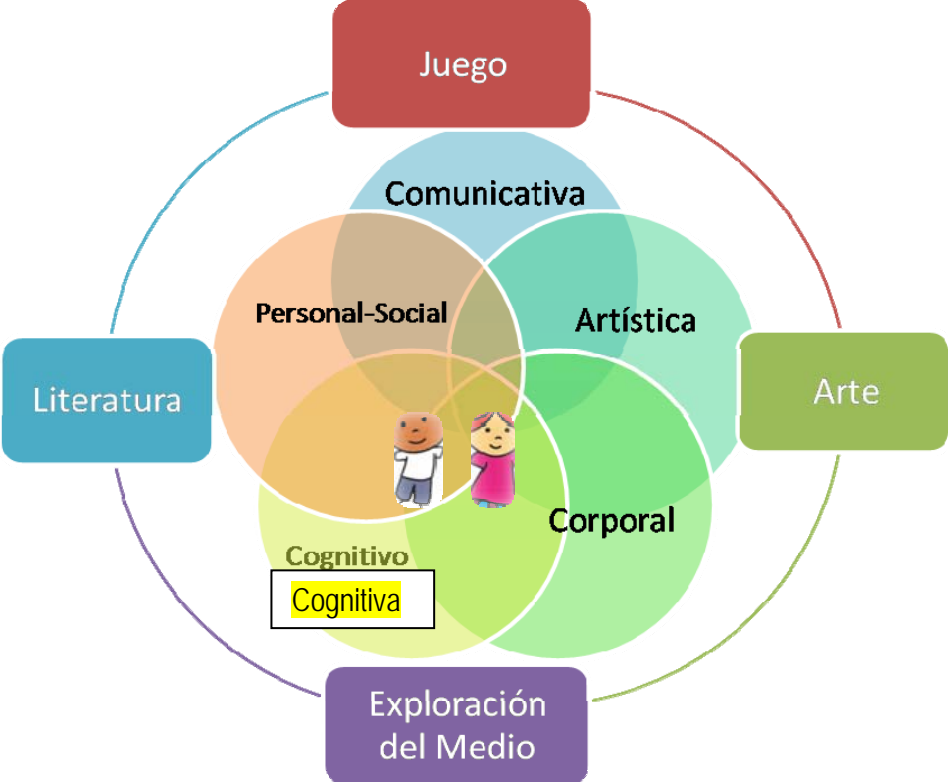 Juego
Comunicativa
Personal-Social
Artística
Literatura
Arte
Corporal
Cognitivo
Cognitiva
Exploración
del Medio